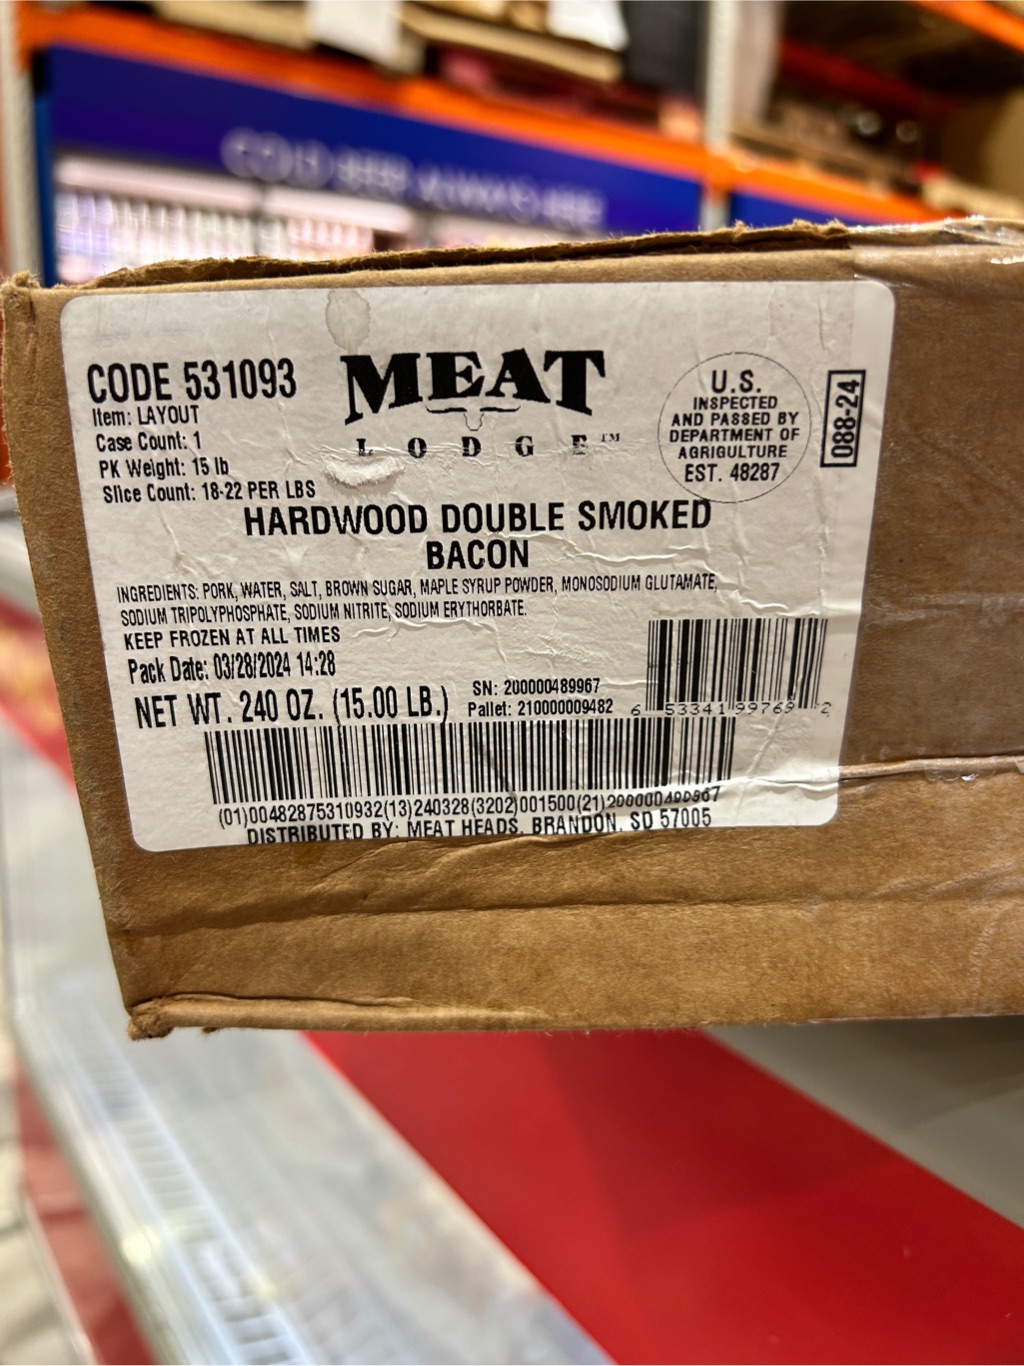 COLD BEER ALWAYS
CODE 531093
Item: LAYOUT
Case Count: 1
PK Weight: 15 lb
Slice Count: 18-22 PER LBS
MEAT
LODGE™
U.S.
INSPECTED
AND PASSED BY
DEPARTMENT OF
AGRIGULTURE
EST. 48287
088-24
HARDWOOD DOUBLE SMOKED
BACON
INGREDIENTS: PORK, WATER, SALT, BROWN SUGAR, MAPLE SYRUP POWDER, MONOSODIUM GLUTAMATE,
SODIUM TRIPOLYPHOSPHATE, SODIUM NITRITE, SODIUM ERYTHORBATE.
KEEP FROZEN AT ALL TIMES
Pack Date: 03/28/2024 14:28
NET WT. 240 OZ. (15.00 LB.)
SN: 200000489967
Pallet: 210000009482
6 53341 99769 2
(01)00482875310932(13)240328(3202)001500(21)200000489967
DISTRIBUTED BY: MEAT HEADS, BRANDON, SD 57005